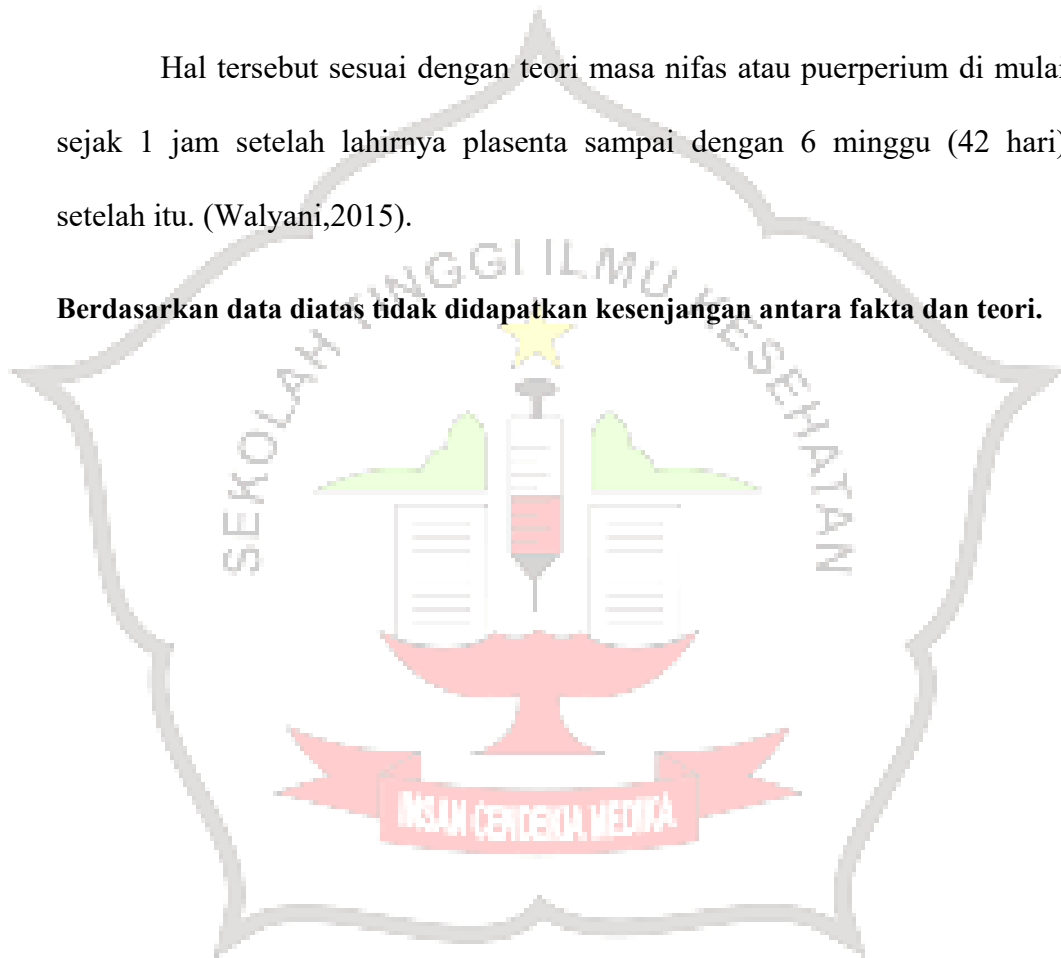 Hal tersebut sesuai dengan teori masa nifas atau puerperium di mulai
sejak 1 jam setelah lahirnya plasenta sampai dengan 6 minggu (42 hari)
setelah itu. (Walyani,2015).
SEKOLAH TINGGI ILMU KESEHATAN
Berdasarkan data diatas tidak didapatkan kesenjangan antara fakta dan teori.
INSAN CENDEKIA MEDIKA